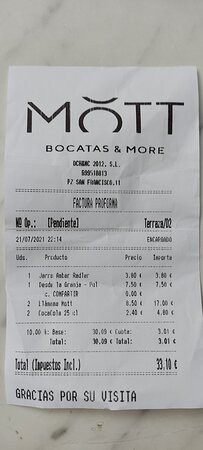 MOTT
BOCATAS & MORE
OCHOAC 2012, S.L.
B99518013
PZ SAN FRANCISCO,11
FACTURA PROFORMA
Nº Op.: [Pendiente] Terraza/02
21/07/2021 22:14 ENCARGADO
Uds. Producto Precio Importe
1 Jarra Amber Radler 3.80 € 3.80 €
1 Desde la Granja - Pol 7.50 € 7.50 €
c. COMPARTIR 0.00 €
2 Llámame Mott 8.50 € 17.00 €
2 CocaCola 25 cl 2.40 € 4.80 €
10.00 %: Base: 30.09 € Cuota: 3.01 €
Total: 30.09 € Total: 3.01 €
Total (Impuestos Incl.) 33.10 €
GRACIAS POR SU VISITA